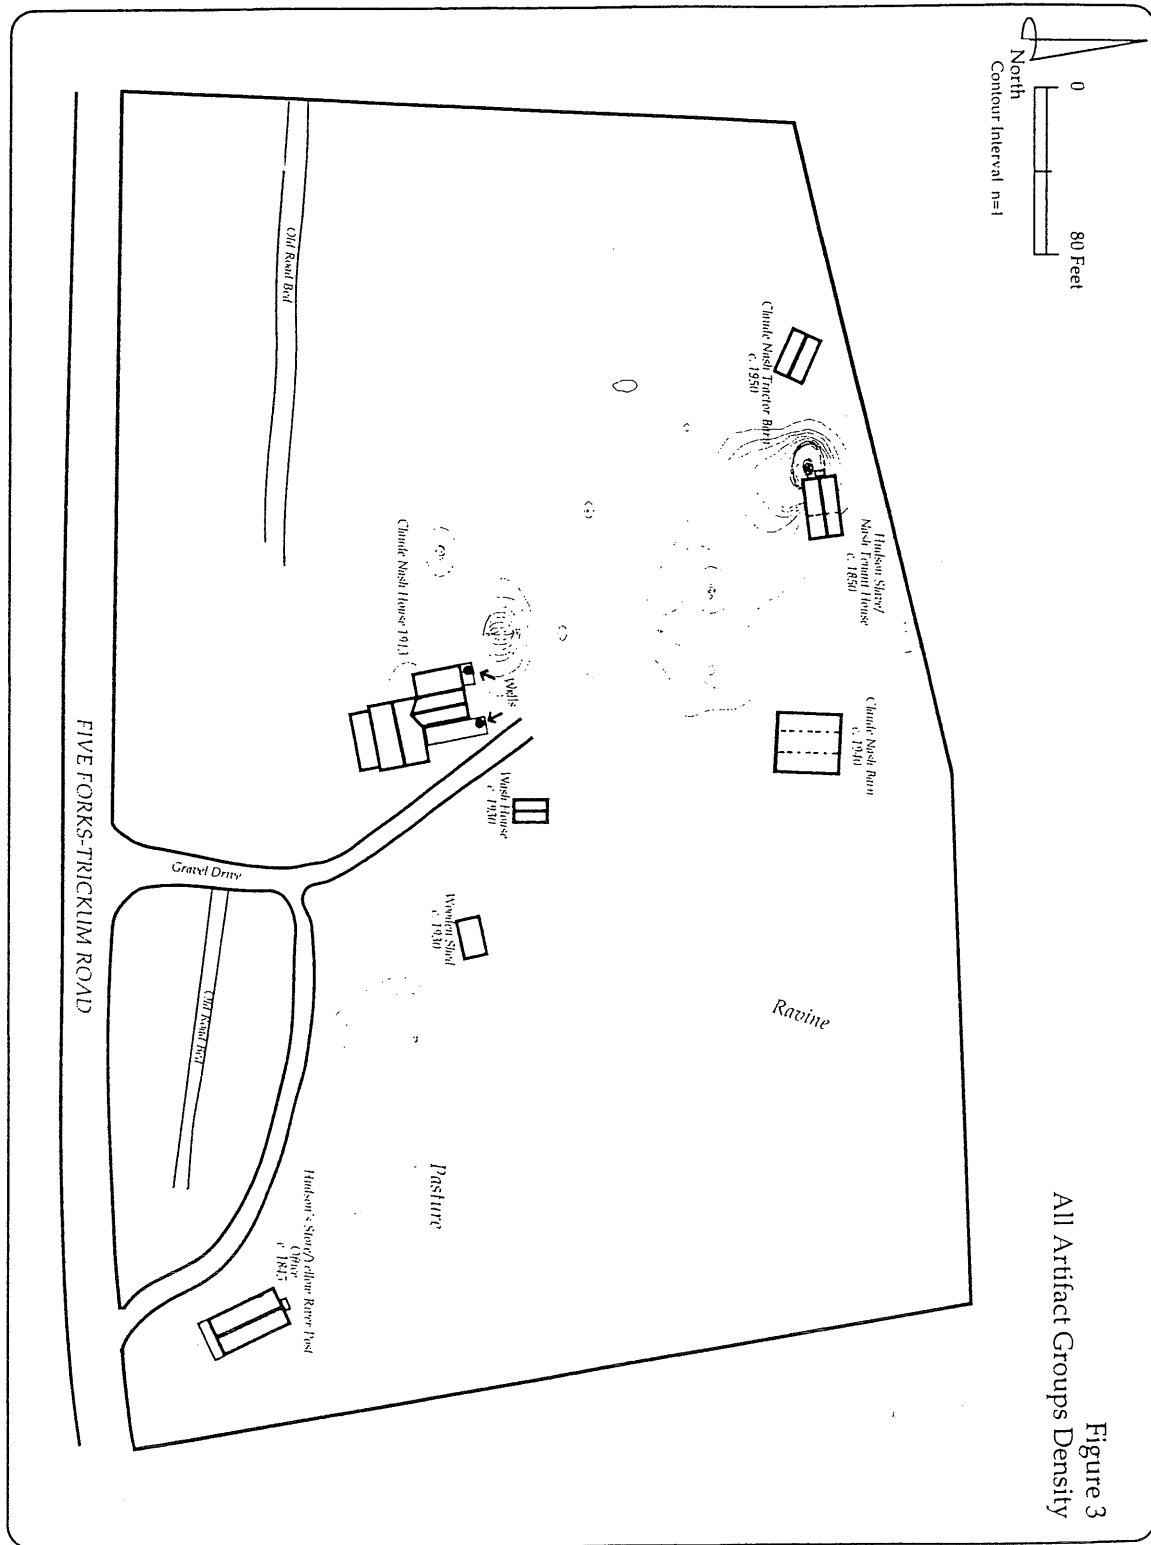 Figure 3
All Artifact Groups Density
0
80 Feet
North
Contour Interval n=1
Claude Nash Tractor Barn
c. 1950
Hudson Slave/
Nash Tenant House
c. 1850
Claude Nash Barn
c. 1940
Old Road Bed
Claude Nash House 1913
Wells
Wash House
c. 1930
Wooden Shed
c. 1930
Ravine
Pasture
Gravel Drive
Old Road Bed
Hudson's Store/Yellow River Post
Office
c. 1845
FIVE FORKS-TRICKUM ROAD